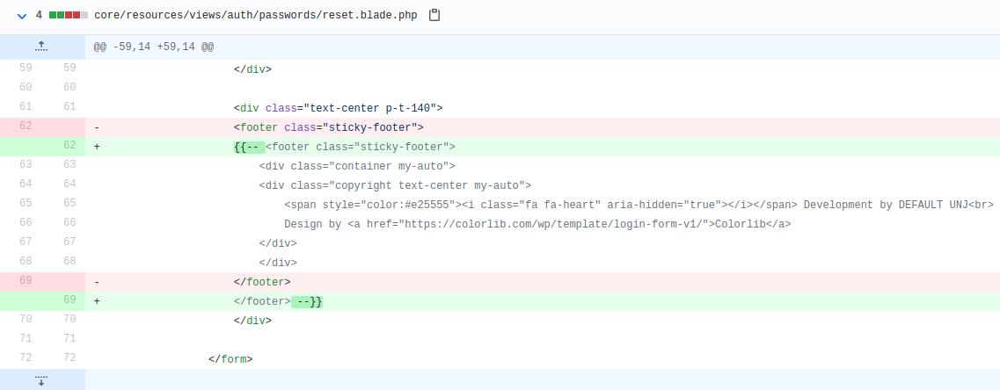 4 core/resources/views/auth/passwords/reset.blade.php
@@ -59,14 +59,14 @@
59 59 </div>
60 60
61 61 <div class="text-center p-t-140">
62 - <footer class="sticky-footer">
62 + {{-- <footer class="sticky-footer">
63 63 <div class="container my-auto">
64 64 <div class="copyright text-center my-auto">
65 65 <span style="color:#e25555"><i class="fa fa-heart" aria-hidden="true"></i></span> Development by DEFAULT UNJ<br>
66 66 Design by <a href="https://colorlib.com/wp/template/login-form-v1/">Colorlib</a>
67 67 </div>
68 68 </div>
69 - </footer>
69 + </footer> --}}
70 70 </div>
71 71
72 72 </form>